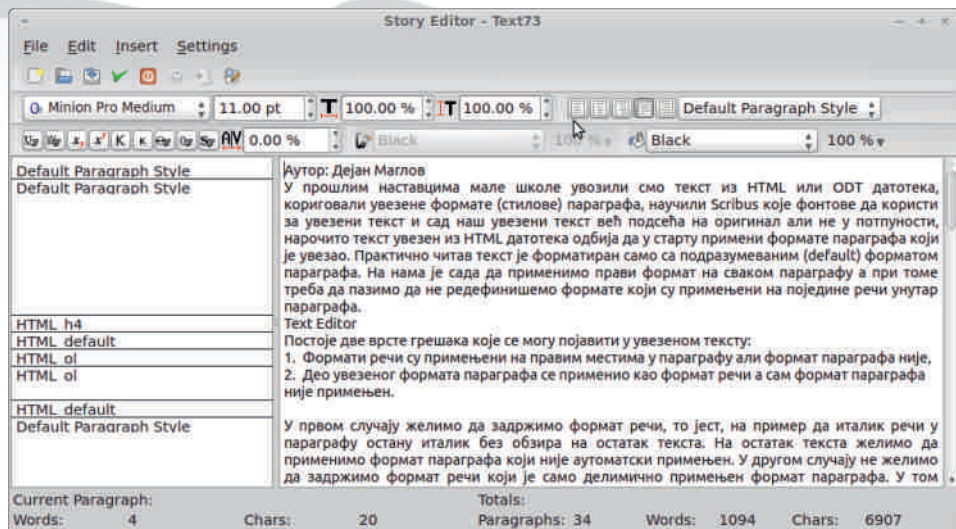 Story Editor - Text73
File Edit Insert Settings
Minion Pro Medium 11.00 pt 100.00 % 100.00 % Default Paragraph Style
0.00 % Black 100 % Black 100 %
Default Paragraph Style Аутор: Дејан Маглов
Default Paragraph Style У прошлим наставцима мале школе увозили смо текст из HTML или ODT датотека,
кориговали увезене формате (стилове) параграфа, научили Scribus које фонтове да користи
за увезени текст и сад наш увезени текст већ подсећа на оригинал али не у потпуности,
нарочито текст увезен из HTML датотека одбија да у старту примени формате параграфа који
је увезао. Практично читав текст је форматиран само са подразумеваним (default) форматом
параграфа. На нама је сада да применимо прави формат на сваком параграфу а при томе
треба да пазимо да не редефинишемо формате који су примењени на поједине речи унутар
параграфа.
HTML_h4 Text Editor
HTML_default Постоје две врсте грешака које се могу појавити у увезеном тексту:
HTML_ol 1. Формати речи су примењени на правим местима у параграфу али формат параграфа није,
HTML_ol 2. Део увезеног формата параграфа се применио као формат речи а сам формат параграфа
није примењен.
HTML_default
Default Paragraph Style У првом случају желимо да задржимо формат речи, то јест, на пример да италик речи у
параграфу остану италик без обзира на остатак текста. На остатак текста желимо да
применимо формат параграфа који није аутоматски примењен. У другом случају не желимо
да задржимо формат речи који је само делимично примењен формат параграфа. У том
Current Paragraph: Totals:
Words: 4 Chars: 20 Paragraphs: 34 Words: 1094 Chars: 6907